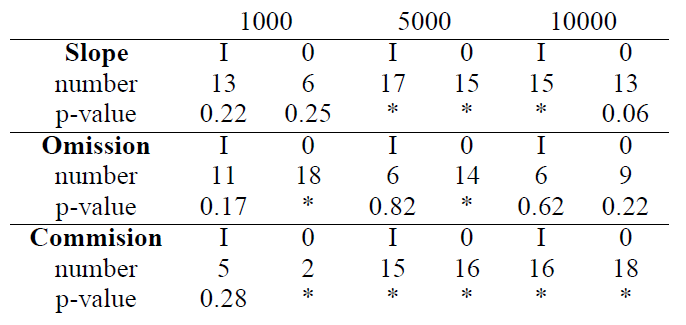 1000 5000 10000
Slope I 0 I 0 I 0
number 13 6 17 15 15 13
p-value 0.22 0.25 * * * 0.06
Omission I 0 I 0 I 0
number 11 18 6 14 6 9
p-value 0.17 * 0.82 * 0.62 0.22
Commision I 0 I 0 I 0
number 5 2 15 16 16 18
p-value 0.28 * * * * *